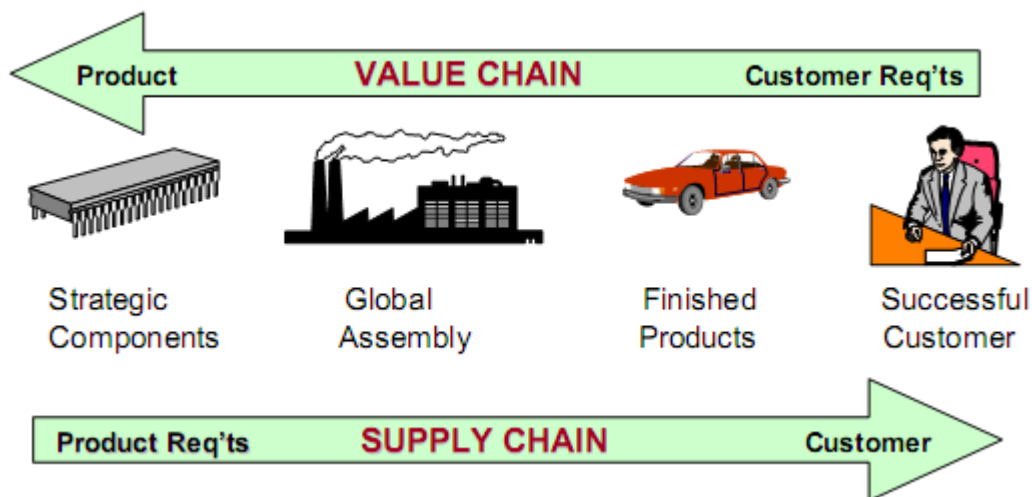 Product VALUE CHAIN Customer Req'ts
Strategic Components
Global Assembly
Finished Products
Successful Customer
Product Req'ts SUPPLY CHAIN Customer